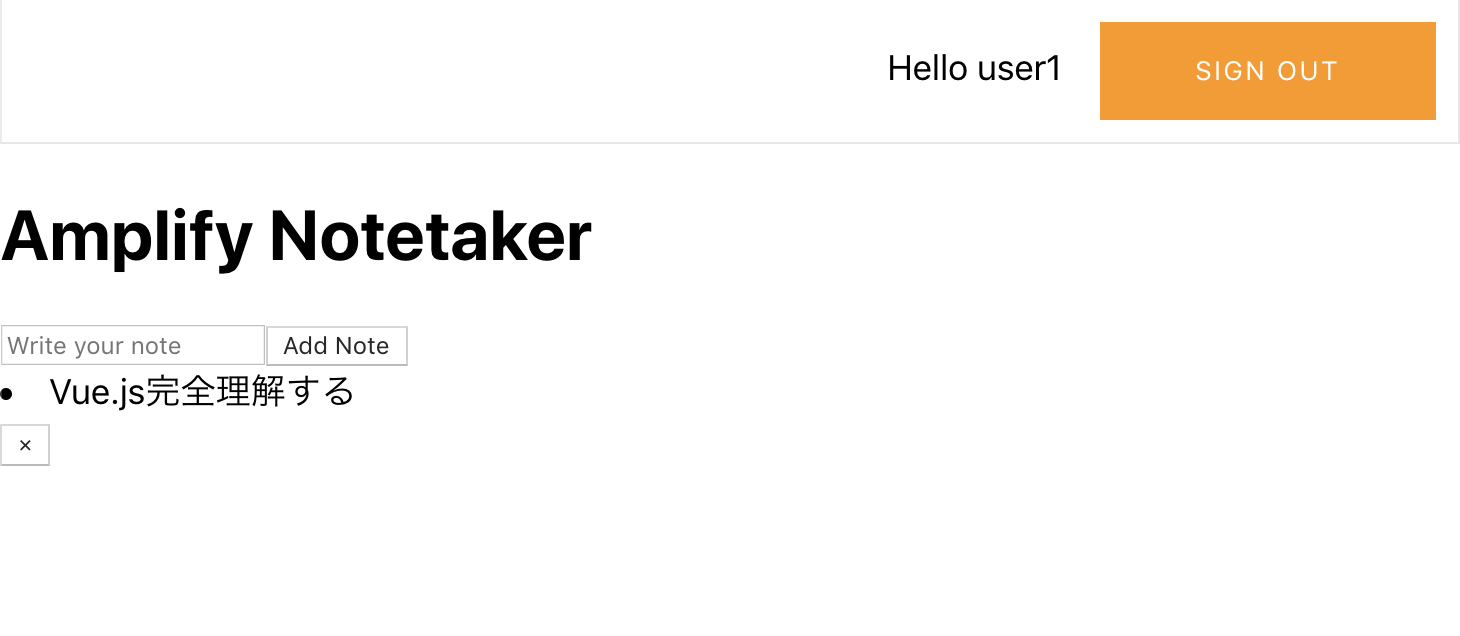 Hello user1 SIGN OUT
Amplify Notetaker
Write your note Add Note
• Vue.js完全理解する
×